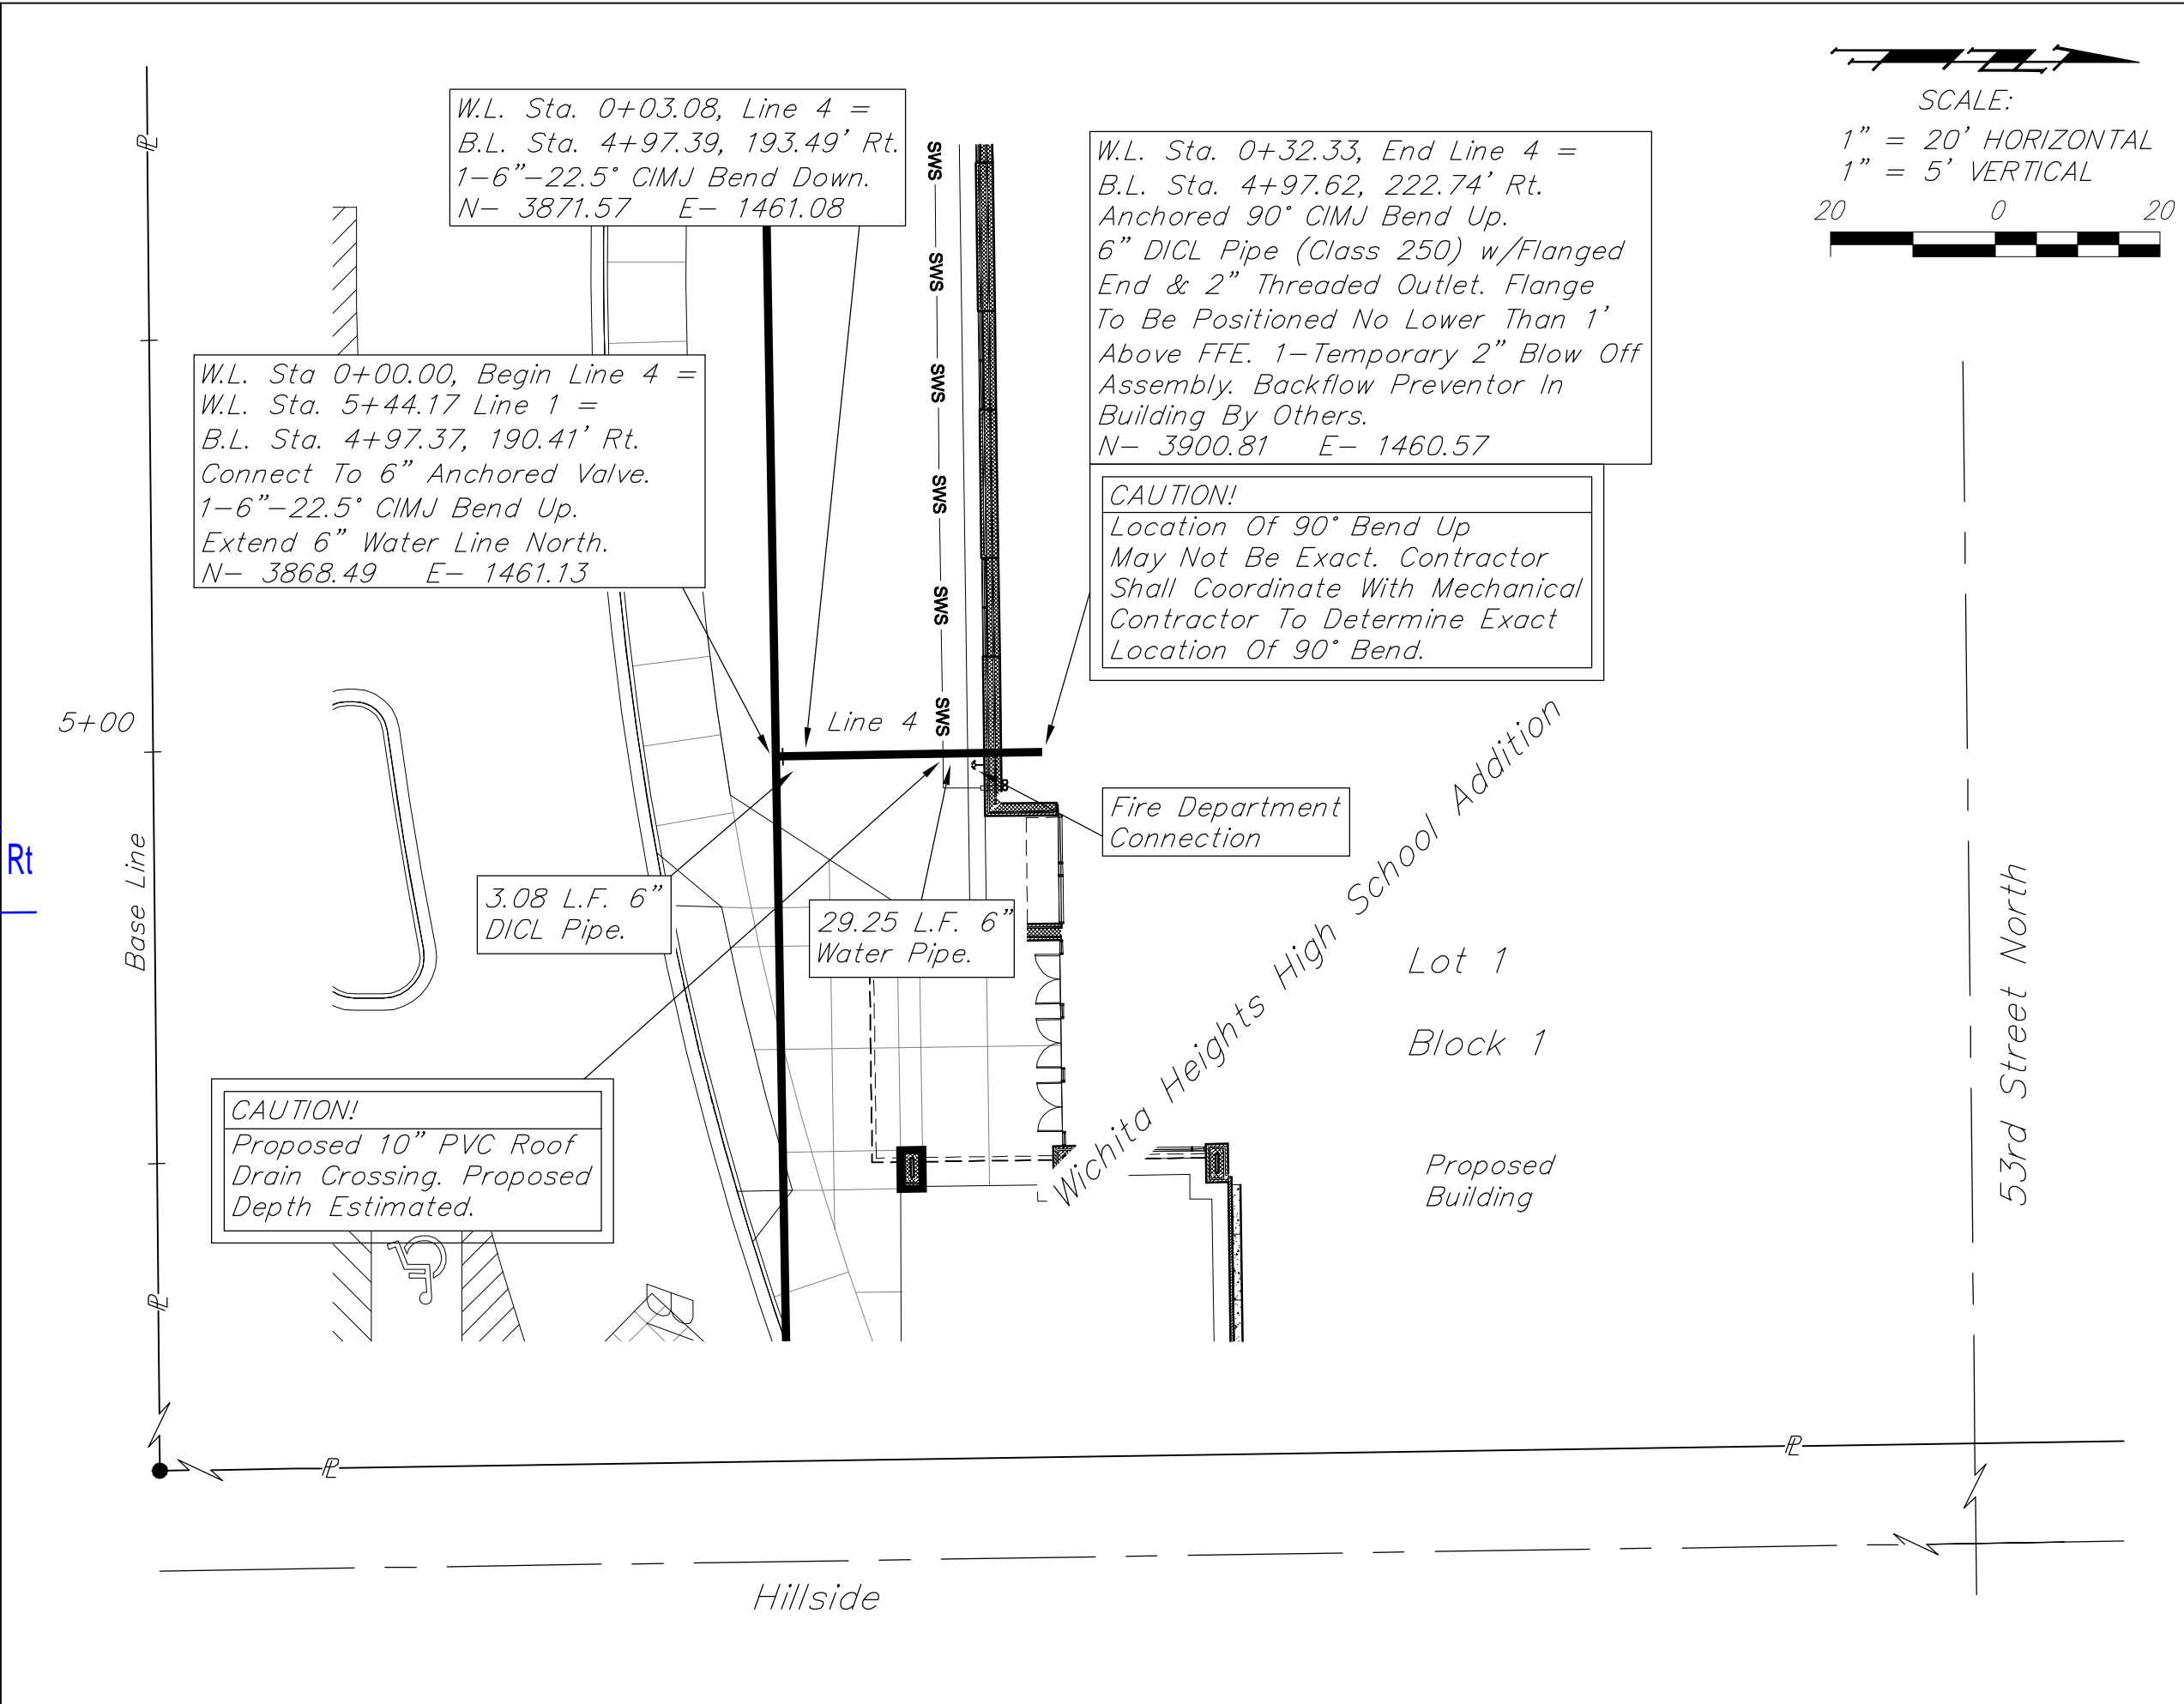 SCALE:
1" = 20' HORIZONTAL
1" = 5' VERTICAL
20 0 20
W.L. Sta. 0+03.08, Line 4 =
B.L. Sta. 4+97.39, 193.49' Rt.
1-6"-22.5° CIMJ Bend Down.
N- 3871.57 E- 1461.08
W.L. Sta. 0+32.33, End Line 4 =
B.L. Sta. 4+97.62, 222.74' Rt.
Anchored 90° CIMJ Bend Up.
6" DICL Pipe (Class 250) w/Flanged
End & 2" Threaded Outlet. Flange
To Be Positioned No Lower Than 1'
Above FFE. 1-Temporary 2" Blow Off
Assembly. Backflow Preventor In
Building By Others.
N- 3900.81 E- 1460.57
W.L. Sta 0+00.00, Begin Line 4 =
W.L. Sta. 5+44.17 Line 1 =
B.L. Sta. 4+97.37, 190.41' Rt.
Connect To 6" Anchored Valve.
1-6"-22.5° CIMJ Bend Up.
Extend 6" Water Line North.
N- 3868.49 E- 1461.13
CAUTION!
Location Of 90° Bend Up
May Not Be Exact. Contractor
Shall Coordinate With Mechanical
Contractor To Determine Exact
Location Of 90° Bend.
SWS
SWS
SWS
SWS
SWS
SWS
5+00
Line 4
Fire Department
Connection
Rt
Base Line
3.08 L.F. 6"
DICL Pipe.
29.25 L.F. 6"
Water Pipe.
Wichita Heights High School Addition
Lot 1
Block 1
53rd Street North
CAUTION!
Proposed 10" PVC Roof
Drain Crossing. Proposed
Depth Estimated.
Proposed
Building
PL
PL
PL
PL
Hillside